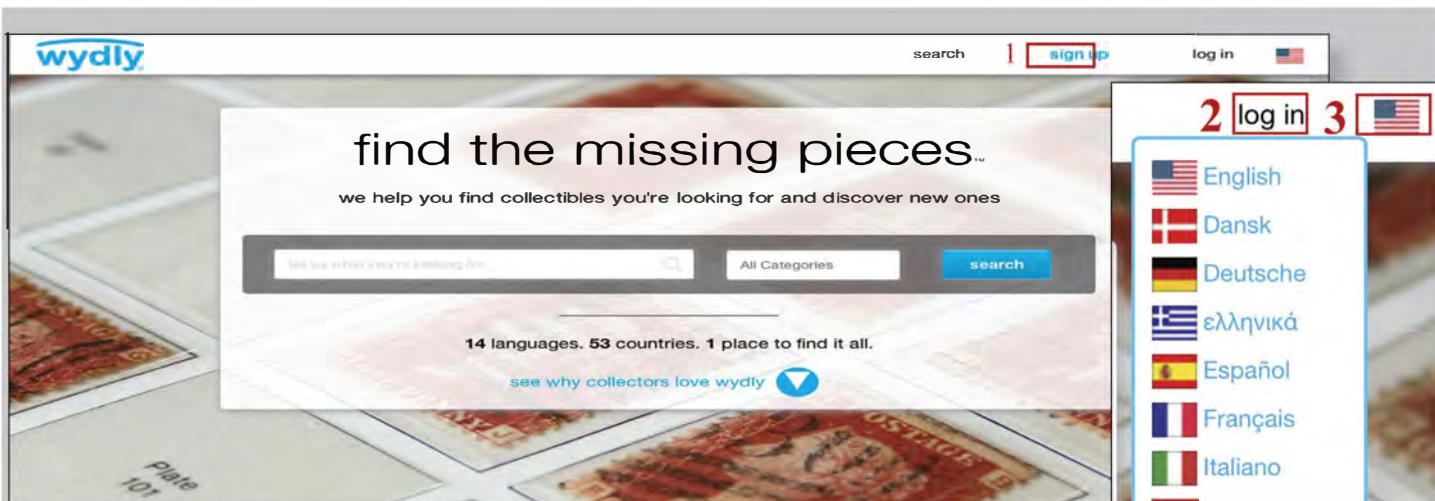 wydly
search 1 sign up log in
2 log in 3
find the missing pieces™
we help you find collectibles you're looking for and discover new ones
All Categories search
14 languages. 53 countries. 1 place to find it all.
see why collectors love wydly
English
Dansk
Deutsche
ελληνικά
Español
Français
Italiano
POSTAGE
Plate
101